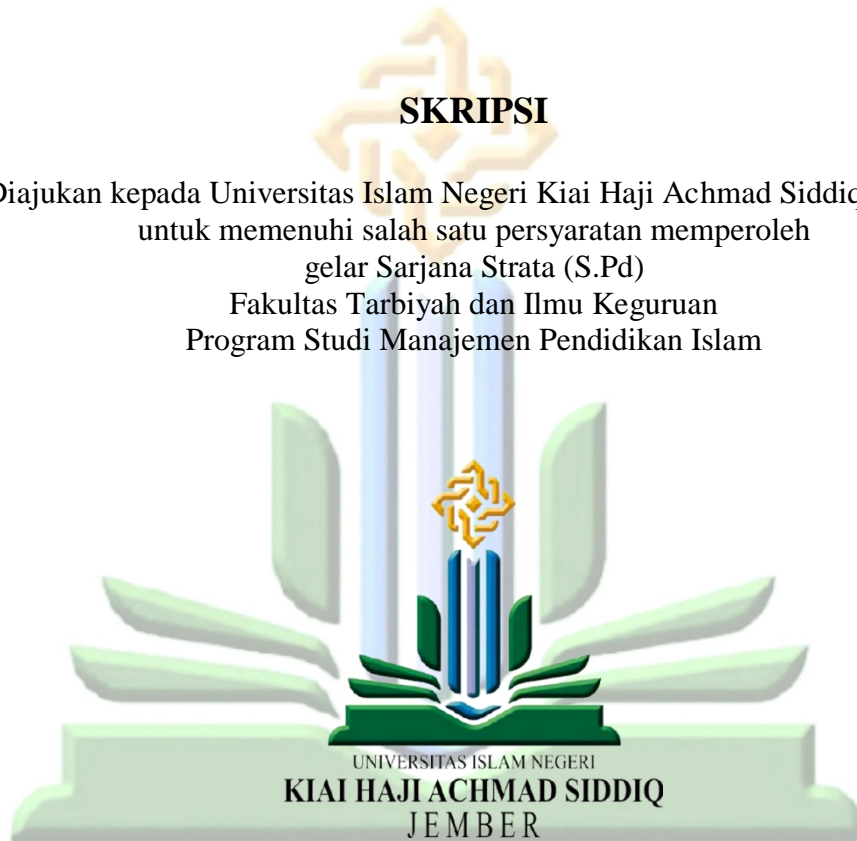 SKRIPSI
Diajukan kepada Universitas Islam Negeri Kiai Haji Achmad Siddiq
untuk memenuhi salah satu persyaratan memperoleh
gelar Sarjana Strata (S.Pd)
Fakultas Tarbiyah dan Ilmu Keguruan
Program Studi Manajemen Pendidikan Islam
UNIVERSITAS ISLAM NEGERI
KIAI HAJI ACHMAD SIDDIQ
JEMBER